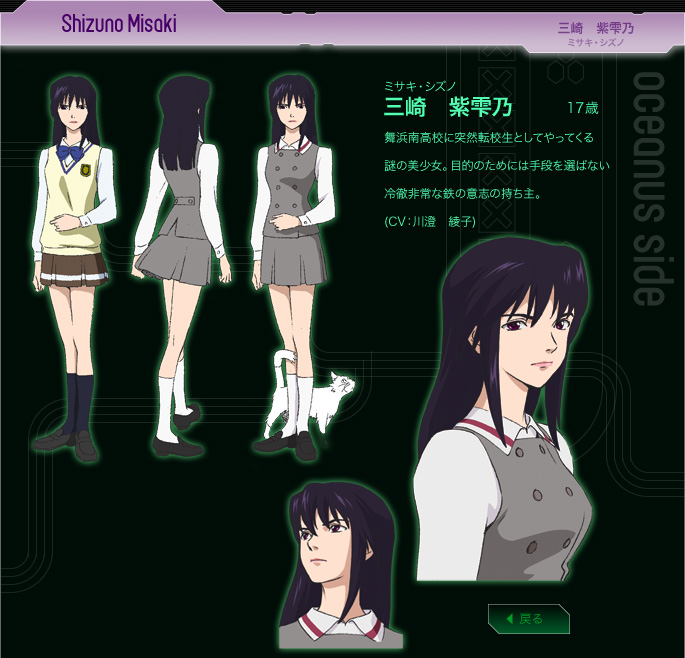 Shizuno Misaki
三崎　紫雫乃
ミサキ・シズノ
ミサキ・シズノ
三崎　紫雫乃　17歳
舞浜南高校に突然転校生としてやってくる
謎の美少女。目的のためには手段を選ばない
冷徹非常な鉄の意志の持ち主。
(CV：川澄　綾子)
oceanus side
戻る